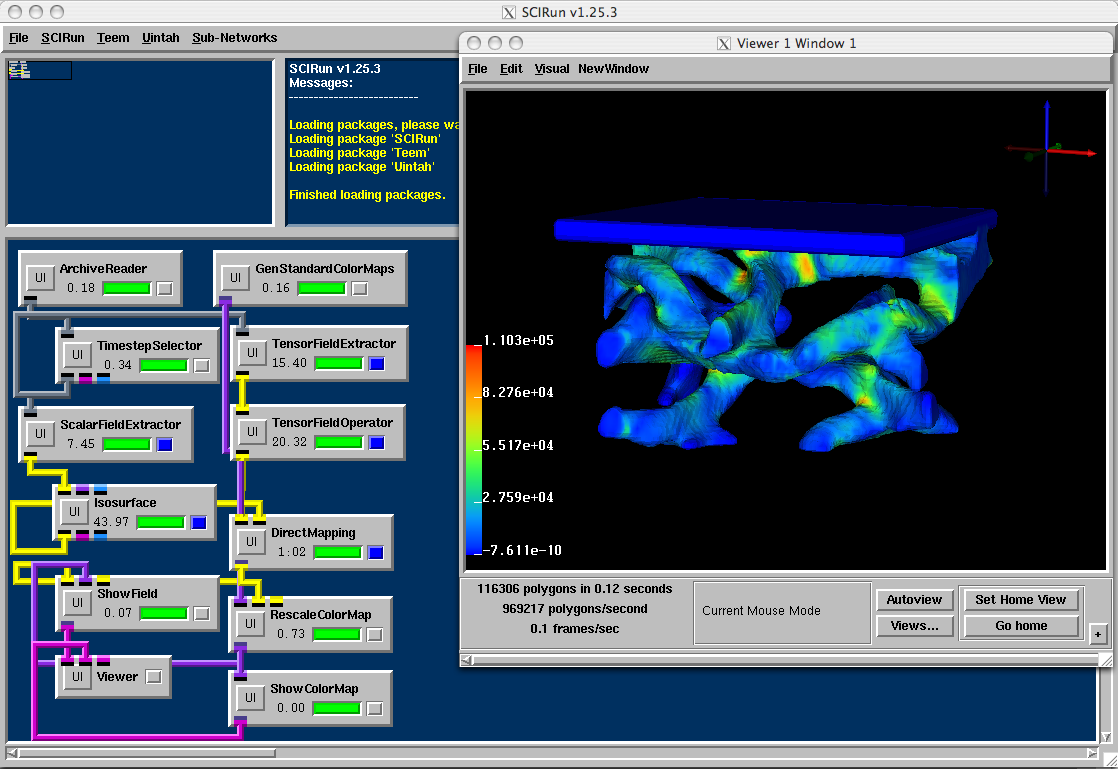 X SCIRun v1.25.3
File SCIRun Teem Uintah Sub-Networks
SCIRun v1.25.3
Messages:
--------------------------
Loading packages, please wa
Loading package 'SCIRun'
Loading package 'Teem'
Loading package 'Uintah'
Finished loading packages.
X Viewer 1 Window 1
File Edit Visual NewWindow
1.103e+05
8.276e+04
5.517e+04
2.759e+04
-7.611e-10
116306 polygons in 0.12 seconds
969217 polygons/second
0.1 frames/sec
Current Mouse Mode
Autoview
Views...
Set Home View
Go home
+
UI ArchiveReader
0.18
UI GenStandardColorMaps
0.16
UI TimestepSelector
0.34
UI TensorFieldExtractor
15.40
UI ScalarFieldExtractor
7.45
UI TensorFieldOperator
20.32
UI Isosurface
43.97
UI DirectMapping
1:02
UI ShowField
0.07
UI RescaleColorMap
0.73
UI Viewer
UI ShowColorMap
0.00